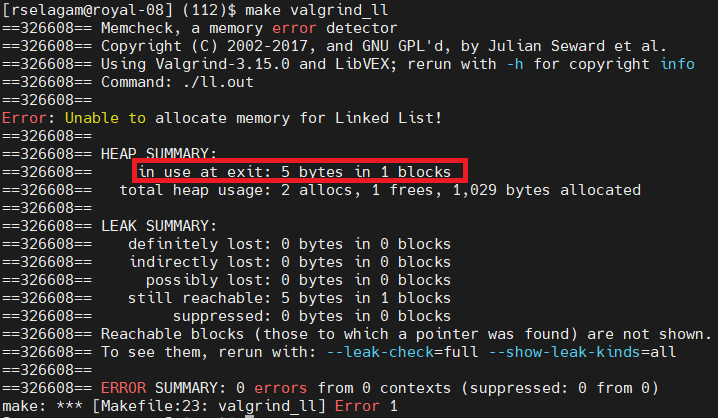 [rselagam@royal-08] (112)$ make valgrind_ll
==326608== Memcheck, a memory error detector
==326608== Copyright (C) 2002-2017, and GNU GPL'd, by Julian Seward et al.
==326608== Using Valgrind-3.15.0 and LibVEX; rerun with -h for copyright info
==326608== Command: ./ll.out
==326608==
Error: Unable to allocate memory for Linked List!
==326608==
==326608== HEAP SUMMARY:
==326608==     in use at exit: 5 bytes in 1 blocks
==326608==   total heap usage: 2 allocs, 1 frees, 1,029 bytes allocated
==326608==
==326608== LEAK SUMMARY:
==326608==    definitely lost: 0 bytes in 0 blocks
==326608==    indirectly lost: 0 bytes in 0 blocks
==326608==      possibly lost: 0 bytes in 0 blocks
==326608==    still reachable: 5 bytes in 1 blocks
==326608==         suppressed: 0 bytes in 0 blocks
==326608== Reachable blocks (those to which a pointer was found) are not shown.
==326608== To see them, rerun with: --leak-check=full --show-leak-kinds=all
==326608==
==326608== ERROR SUMMARY: 0 errors from 0 contexts (suppressed: 0 from 0)
make: *** [Makefile:23: valgrind_ll] Error 1